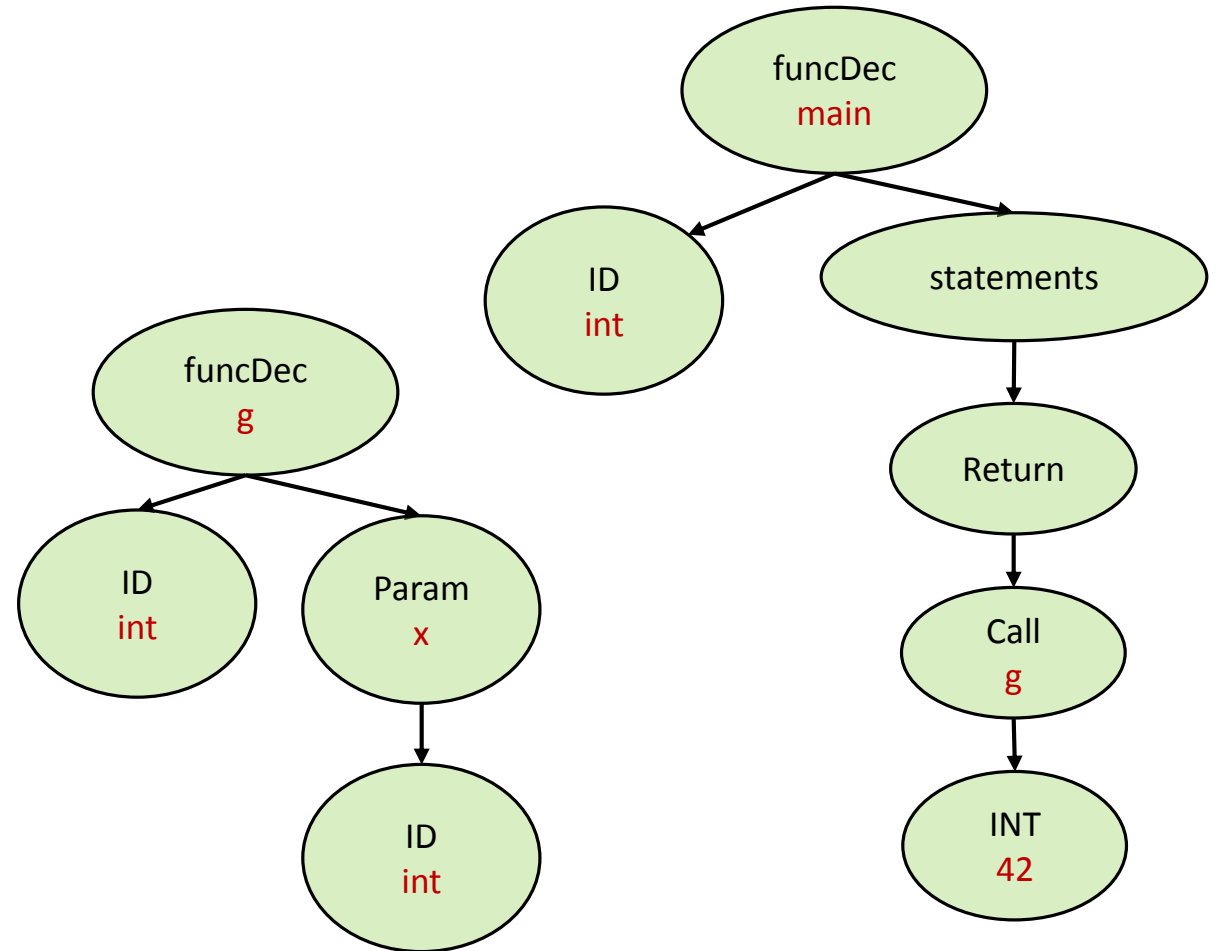 funcDec
main
ID
int
statements
funcDec
g
Return
ID
int
Param
x
Call
g
ID
int
INT
42